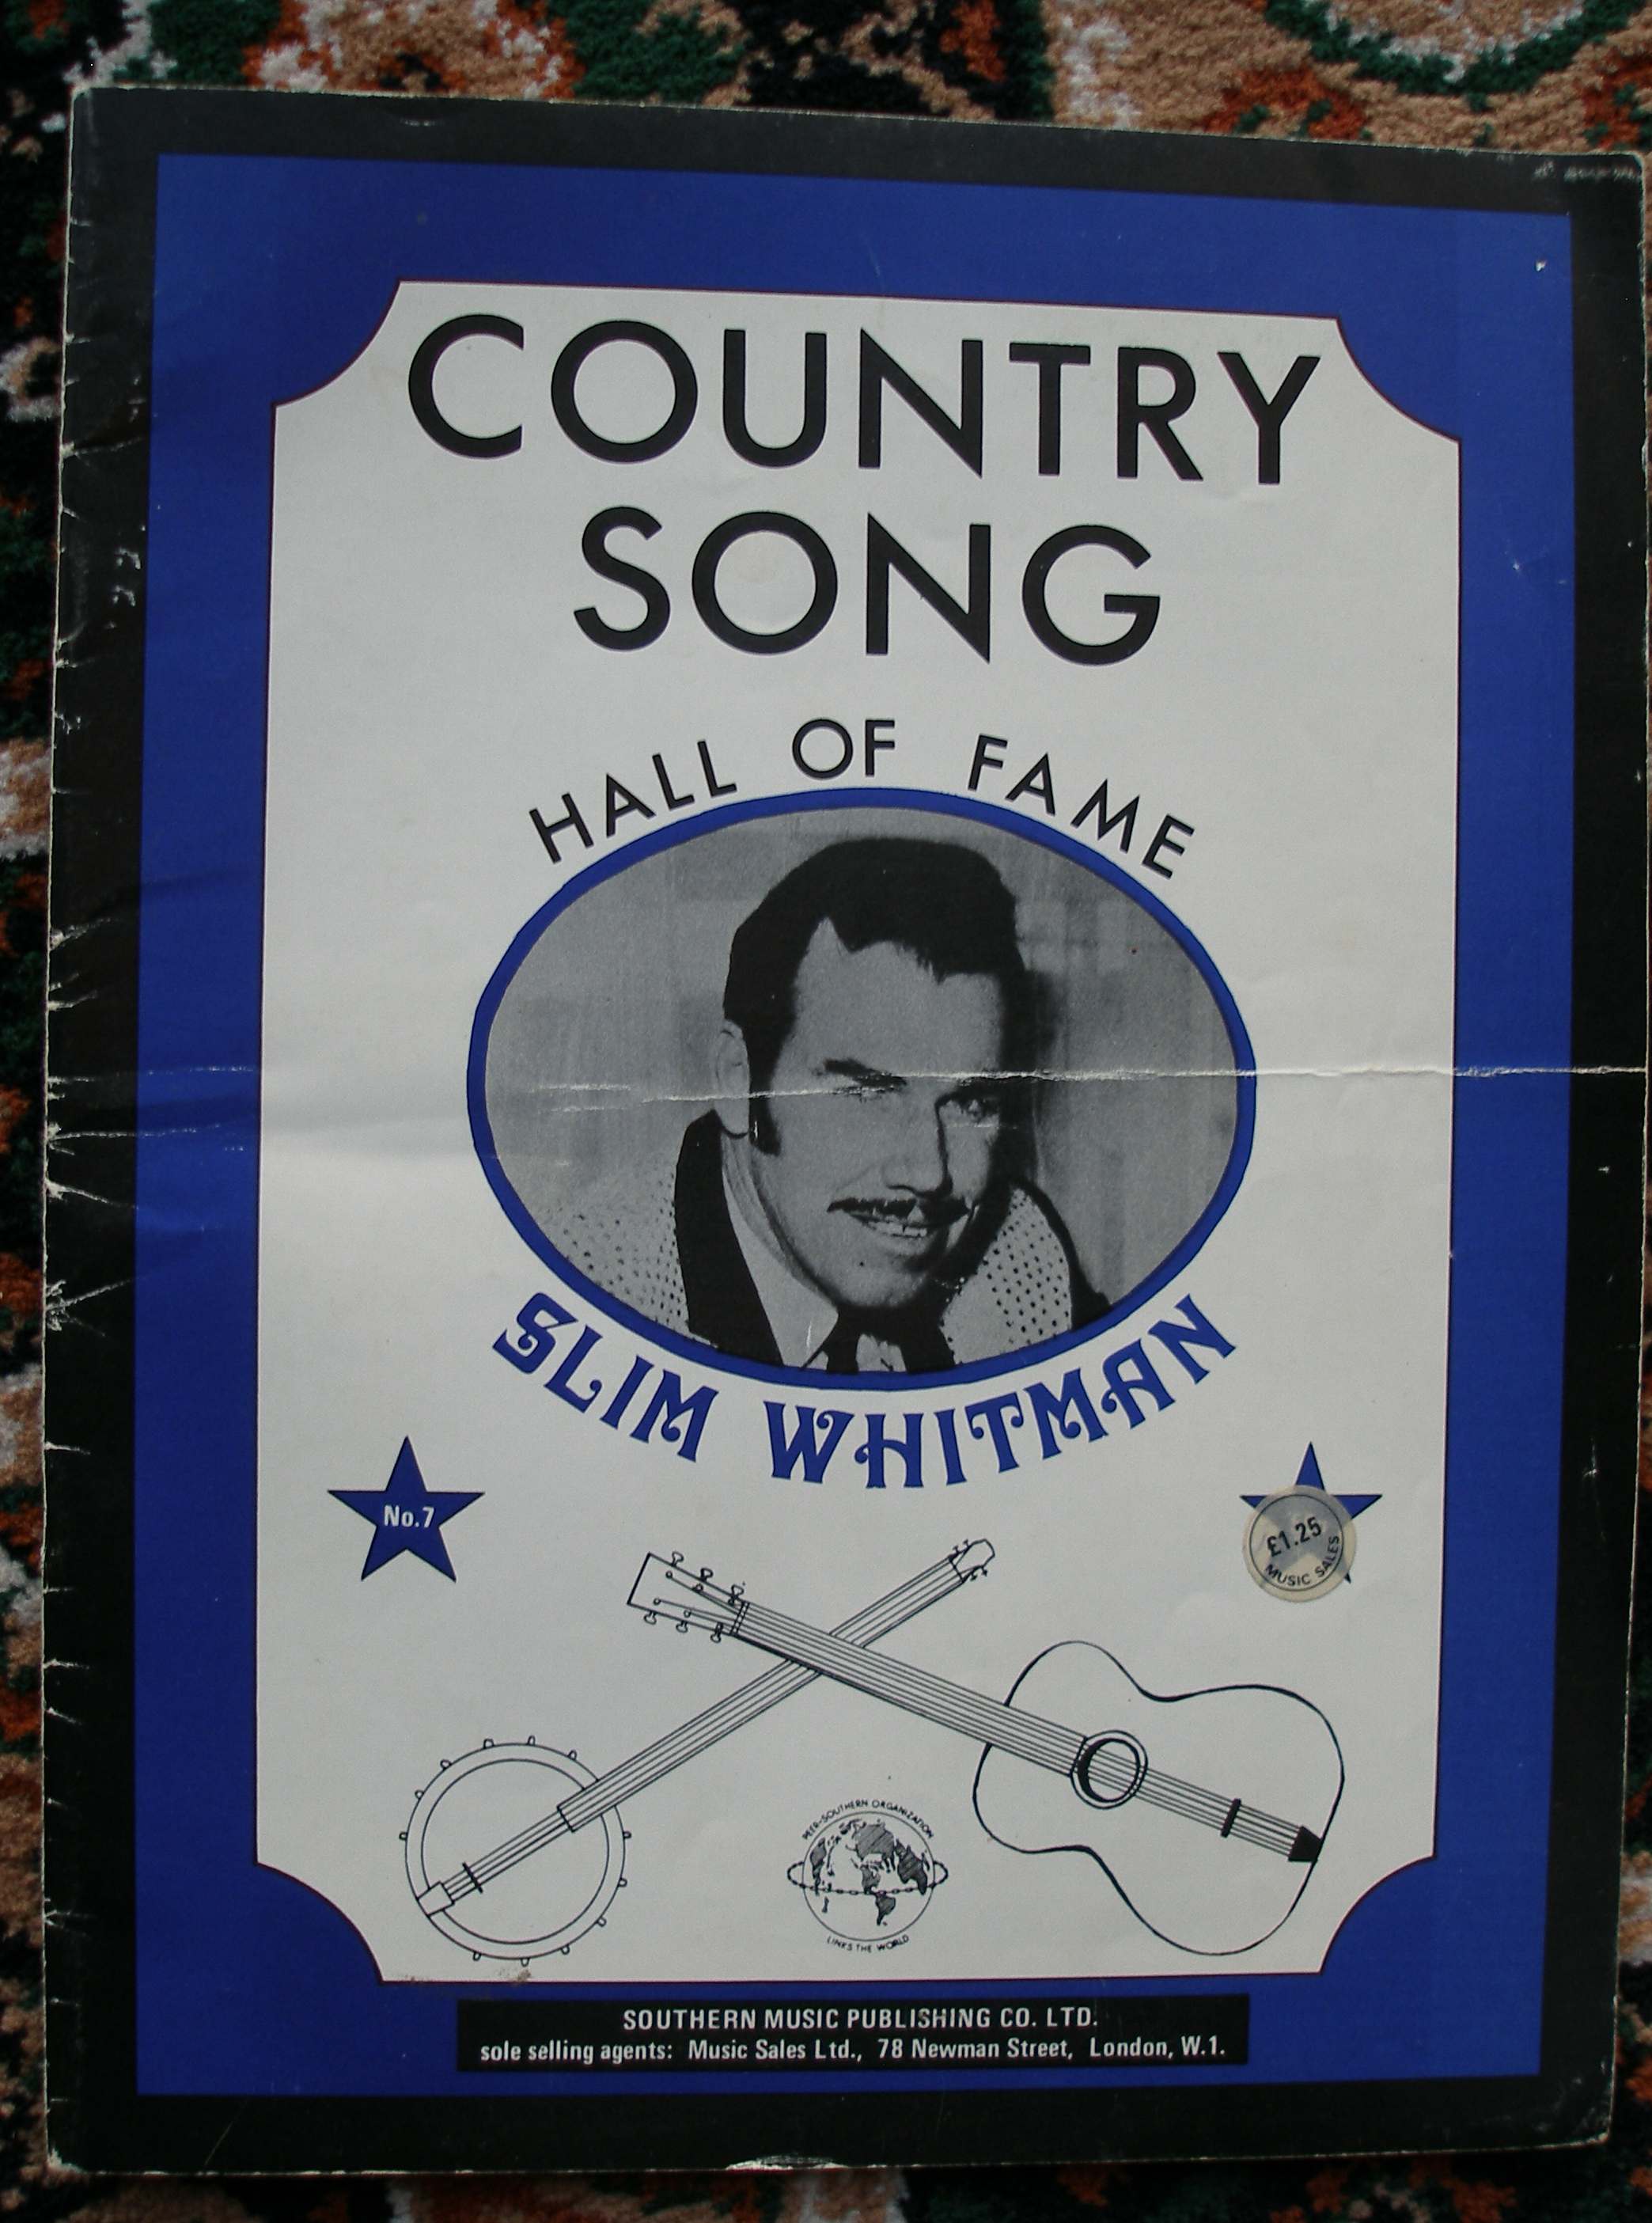 COUNTRY
SONG
HALL OF FAME
SLIM WHITMAN
No.7
£1.25
MUSIC SALES
PEER-SOUTHERN ORGANIZATION
LINKS THE WORLD
SOUTHERN MUSIC PUBLISHING CO. LTD.
sole selling agents: Music Sales Ltd., 78 Newman Street, London, W.1.